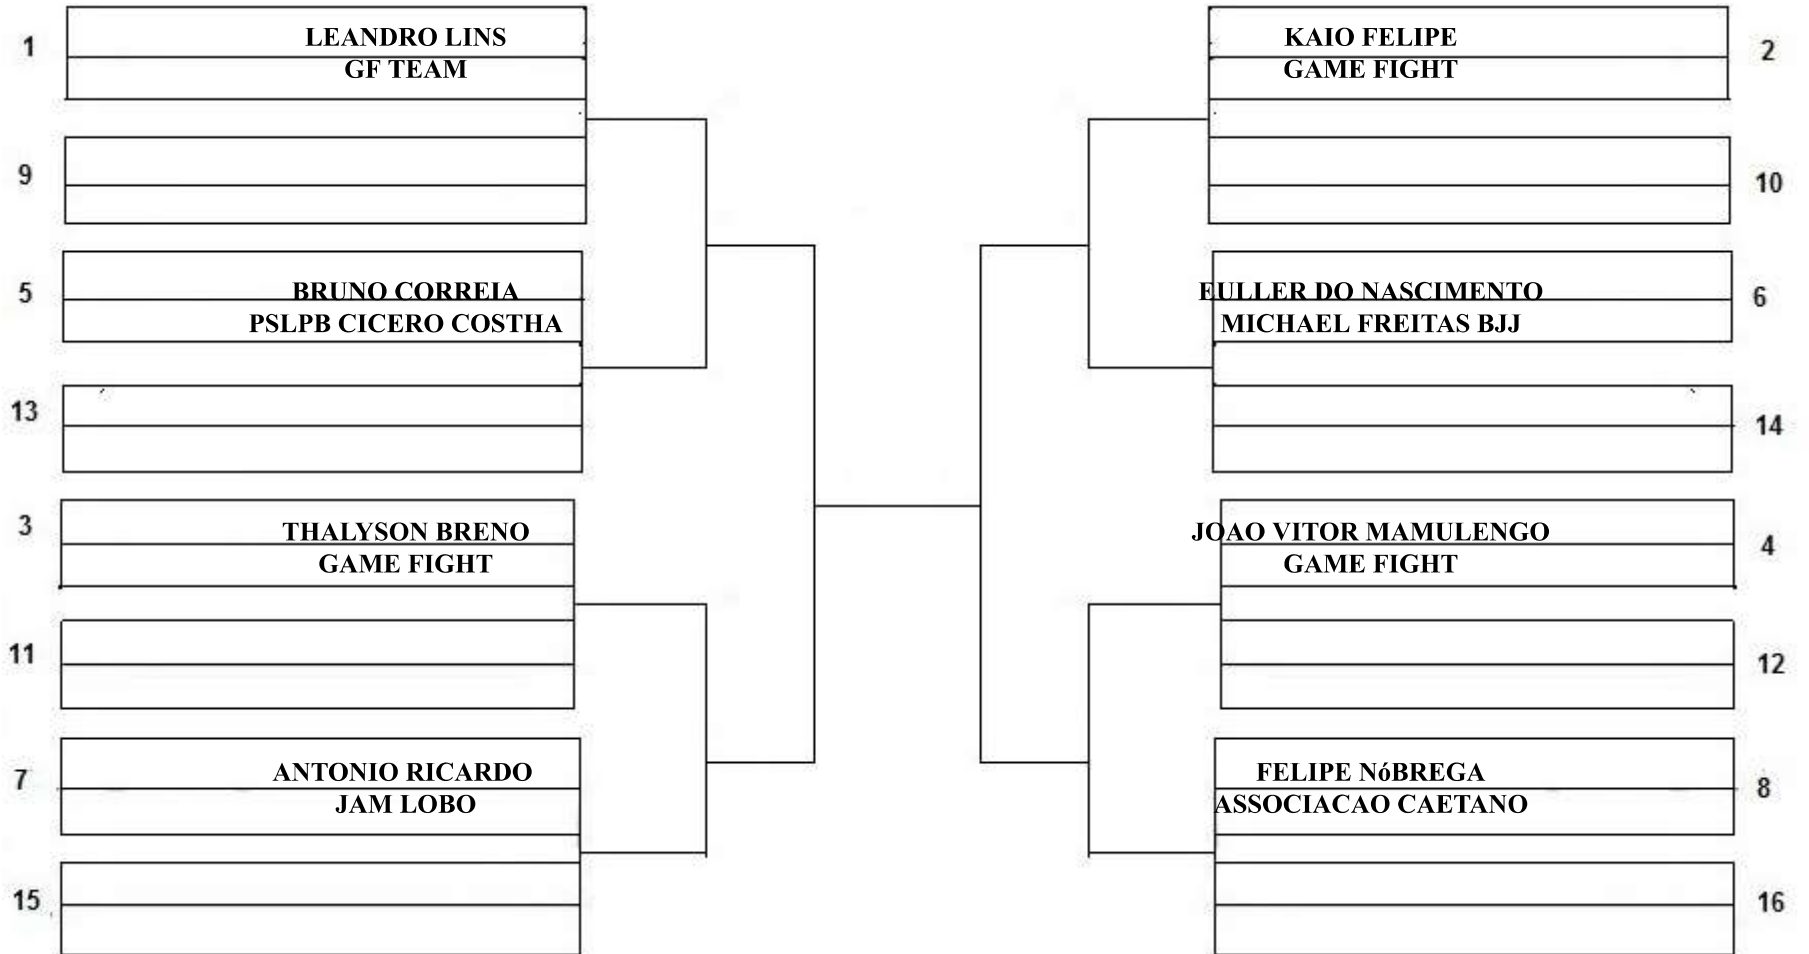 1
LEANDRO LINS
GF TEAM
9
5
BRUNO CORREIA
PSLPB CICERO COSTHA
13
3
THALYSON BRENO
GAME FIGHT
11
7
ANTONIO RICARDO
JAM LOBO
15
KAIO FELIPE
GAME FIGHT
2
10
EULLER DO NASCIMENTO
MICHAEL FREITAS BJJ
6
14
JOAO VITOR MAMULENGO
GAME FIGHT
4
12
FELIPE NóBREGA
ASSOCIACAO CAETANO
8
16